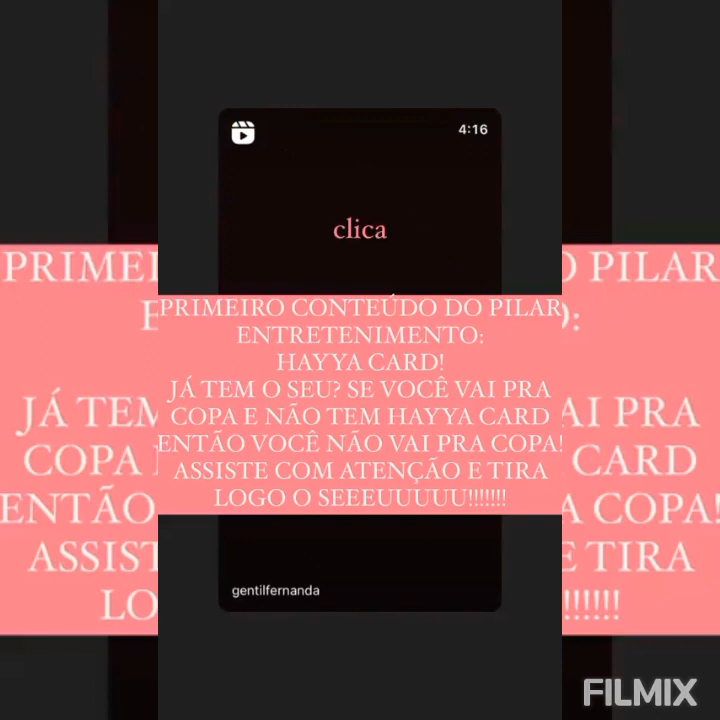 4:16
clica
PRIMEIRO CONTEÚDO DO PILAR
ENTRETENIMENTO:
HAYYA CARD!
JÁ TEM O SEU? SE VOCÊ VAI PRA
COPA E NÃO TEM HAYYA CARD
ENTÃO VOCÊ NÃO VAI PRA COPA!
ASSISTE COM ATENÇÃO E TIRA
LOGO O SEEEUUUUU!!!!!!!
gentilfernanda
FILMIX